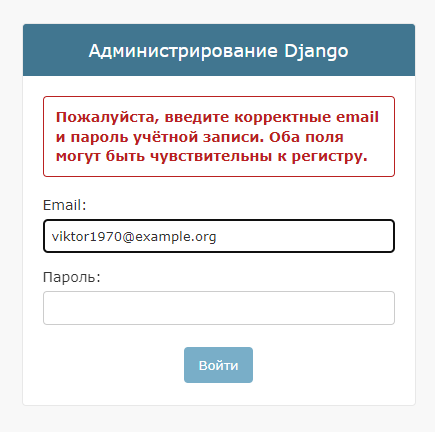 Администрирование Django
Пожалуйста, введите корректные email
и пароль учётной записи. Оба поля
могут быть чувствительны к регистру.
Email:
viktor1970@example.org
Пароль:
Войти